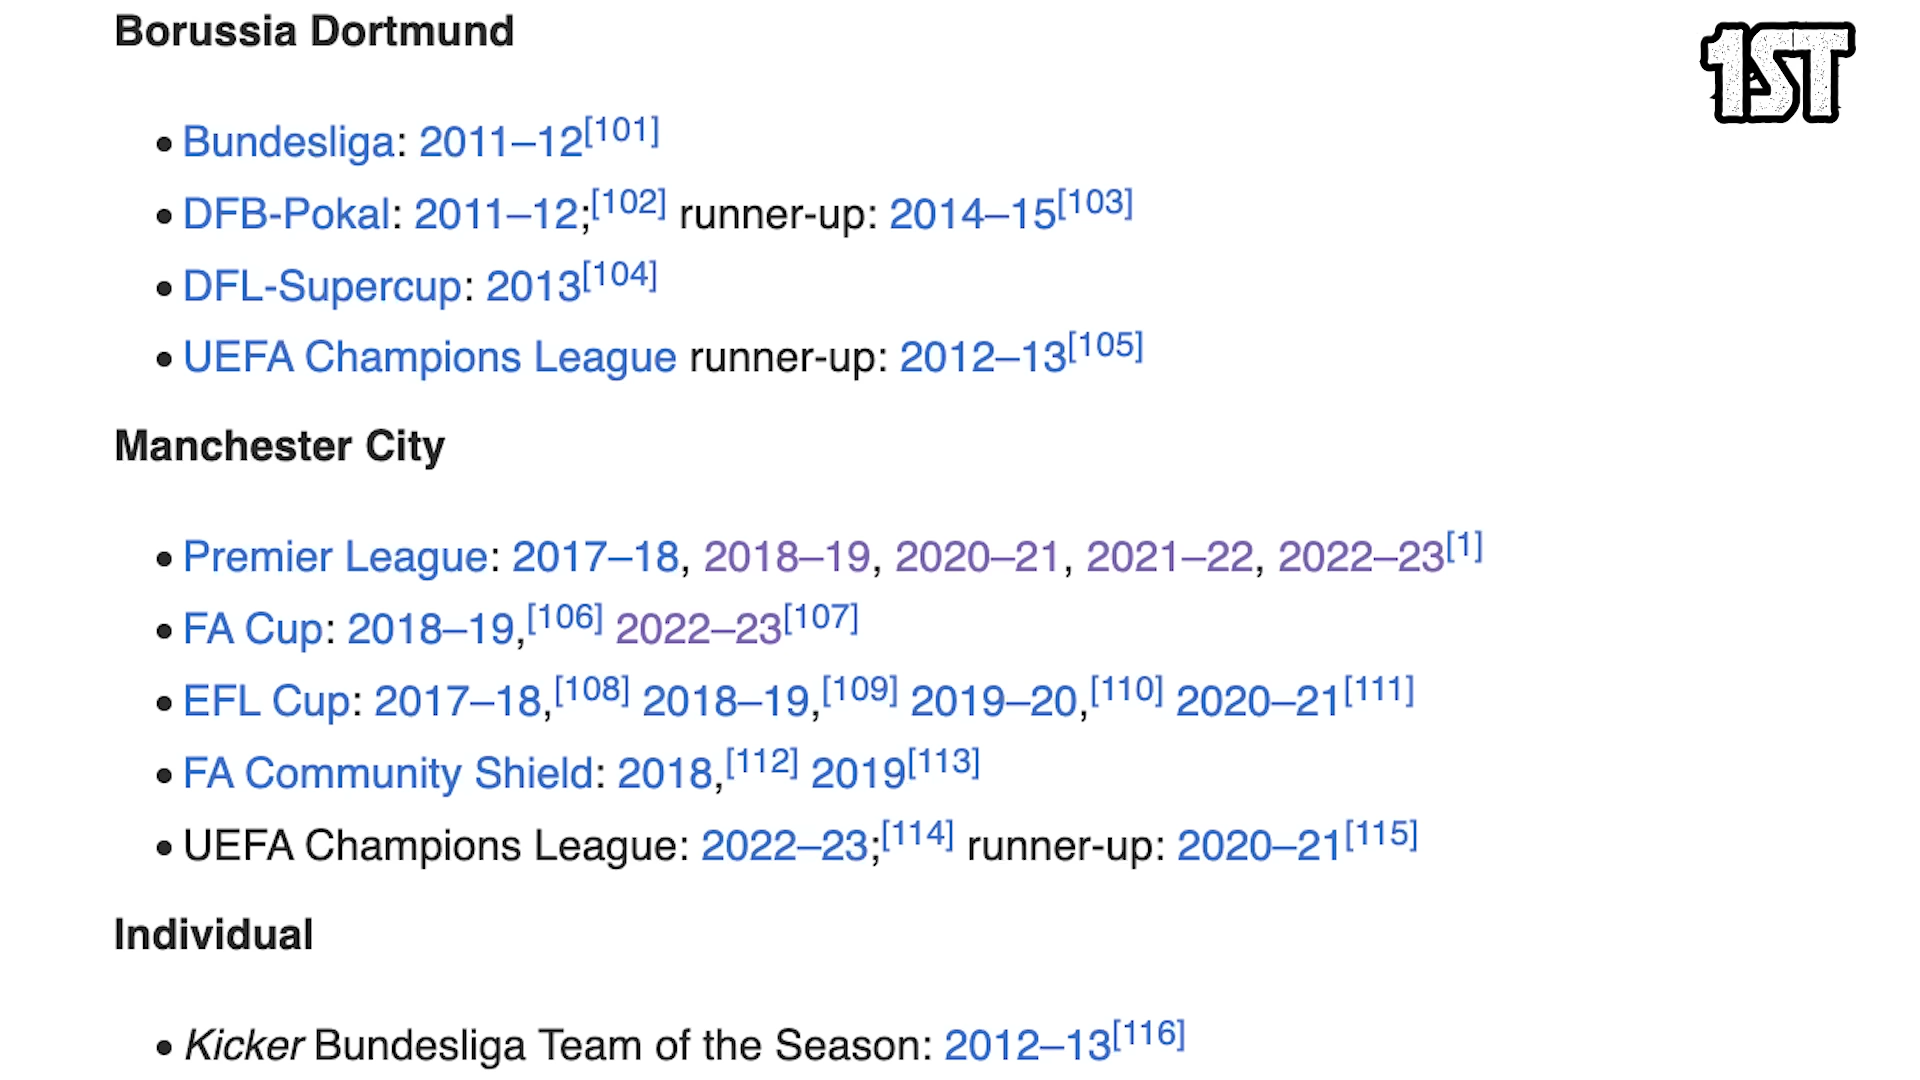 Borussia Dortmund
1ST
• Bundesliga: 2011–12[101]
• DFB-Pokal: 2011–12;[102] runner-up: 2014–15[103]
• DFL-Supercup: 2013[104]
• UEFA Champions League runner-up: 2012–13[105]
Manchester City
• Premier League: 2017–18, 2018–19, 2020–21, 2021–22, 2022–23[1]
• FA Cup: 2018–19,[106] 2022–23[107]
• EFL Cup: 2017–18,[108] 2018–19,[109] 2019–20,[110] 2020–21[111]
• FA Community Shield: 2018,[112] 2019[113]
• UEFA Champions League: 2022–23;[114] runner-up: 2020–21[115]
Individual
• Kicker Bundesliga Team of the Season: 2012–13[116]